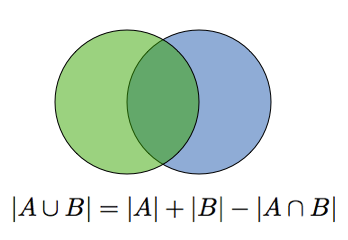 |A ∪ B| = |A| + |B| − |A ∩ B|